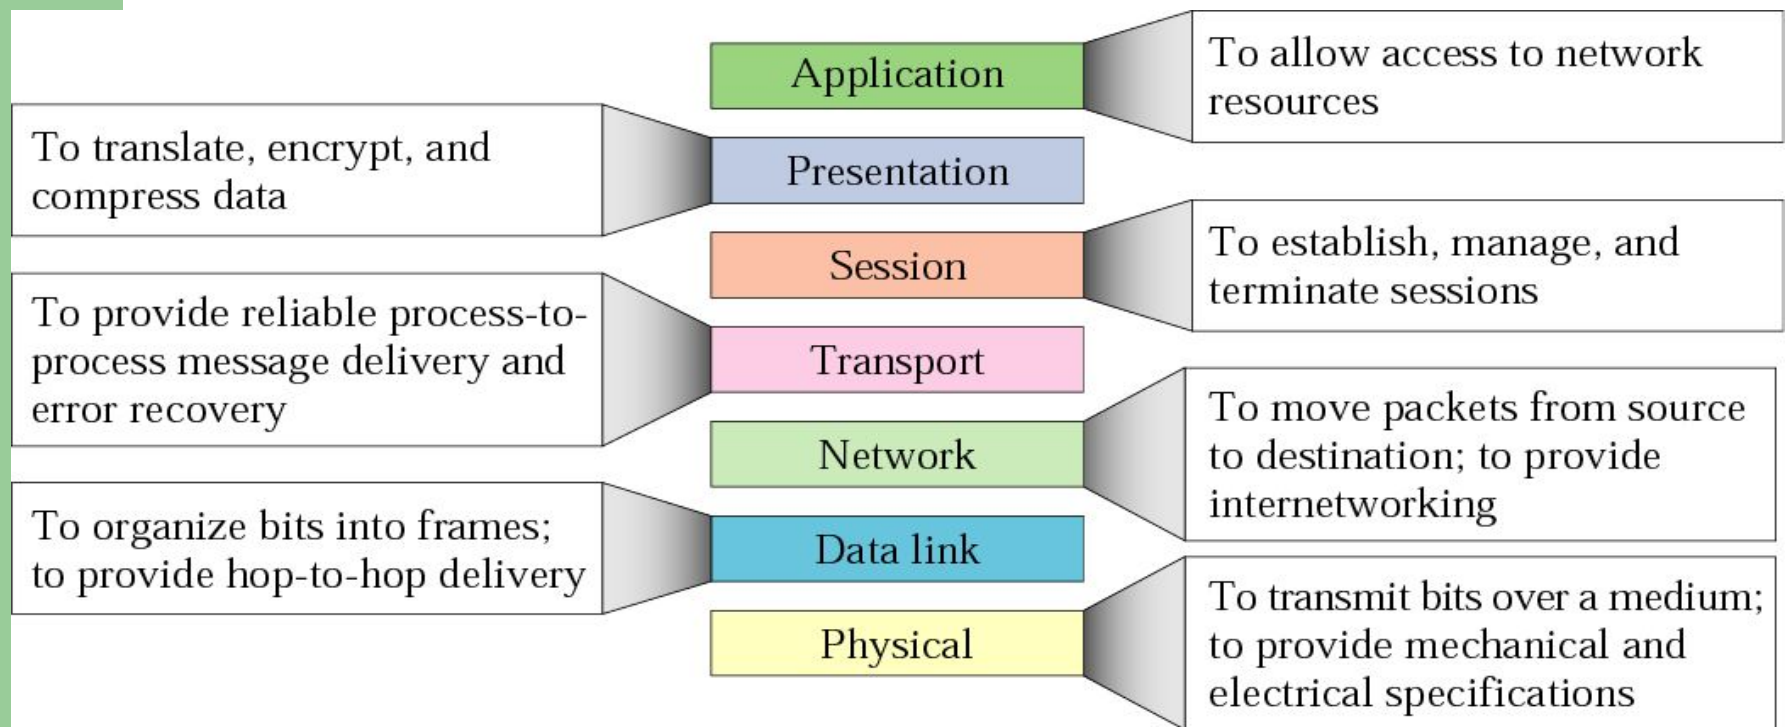 Application
To allow access to network
resources
To translate, encrypt, and
compress data
Presentation
Session
To establish, manage, and
terminate sessions
To provide reliable process-to-
process message delivery and
error recovery
Transport
Network
To move packets from source
to destination; to provide
internetworking
To organize bits into frames;
to provide hop-to-hop delivery
Data link
Physical
To transmit bits over a medium;
to provide mechanical and
electrical specifications